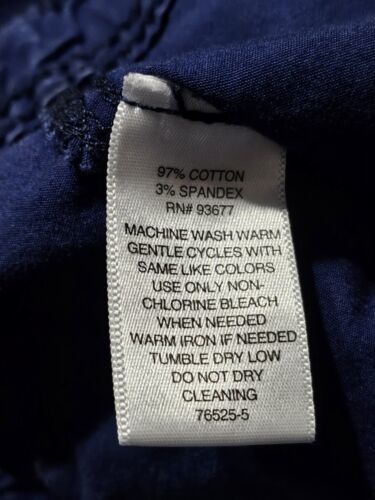 97% COTTON
3% SPANDEX
RN# 93677
MACHINE WASH WARM
GENTLE CYCLES WITH
SAME LIKE COLORS
USE ONLY NON-
CHLORINE BLEACH
WHEN NEEDED
WARM IRON IF NEEDED
TUMBLE DRY LOW
DO NOT DRY
CLEANING
76525-5